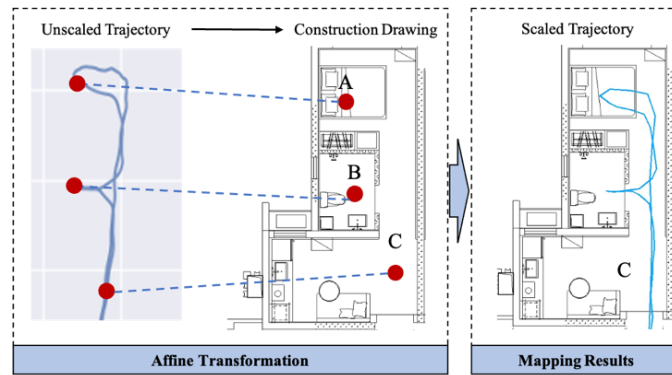 Unscaled Trajectory
Construction Drawing
Scaled Trajectory
A
B
C
C
Affine Transformation
Mapping Results